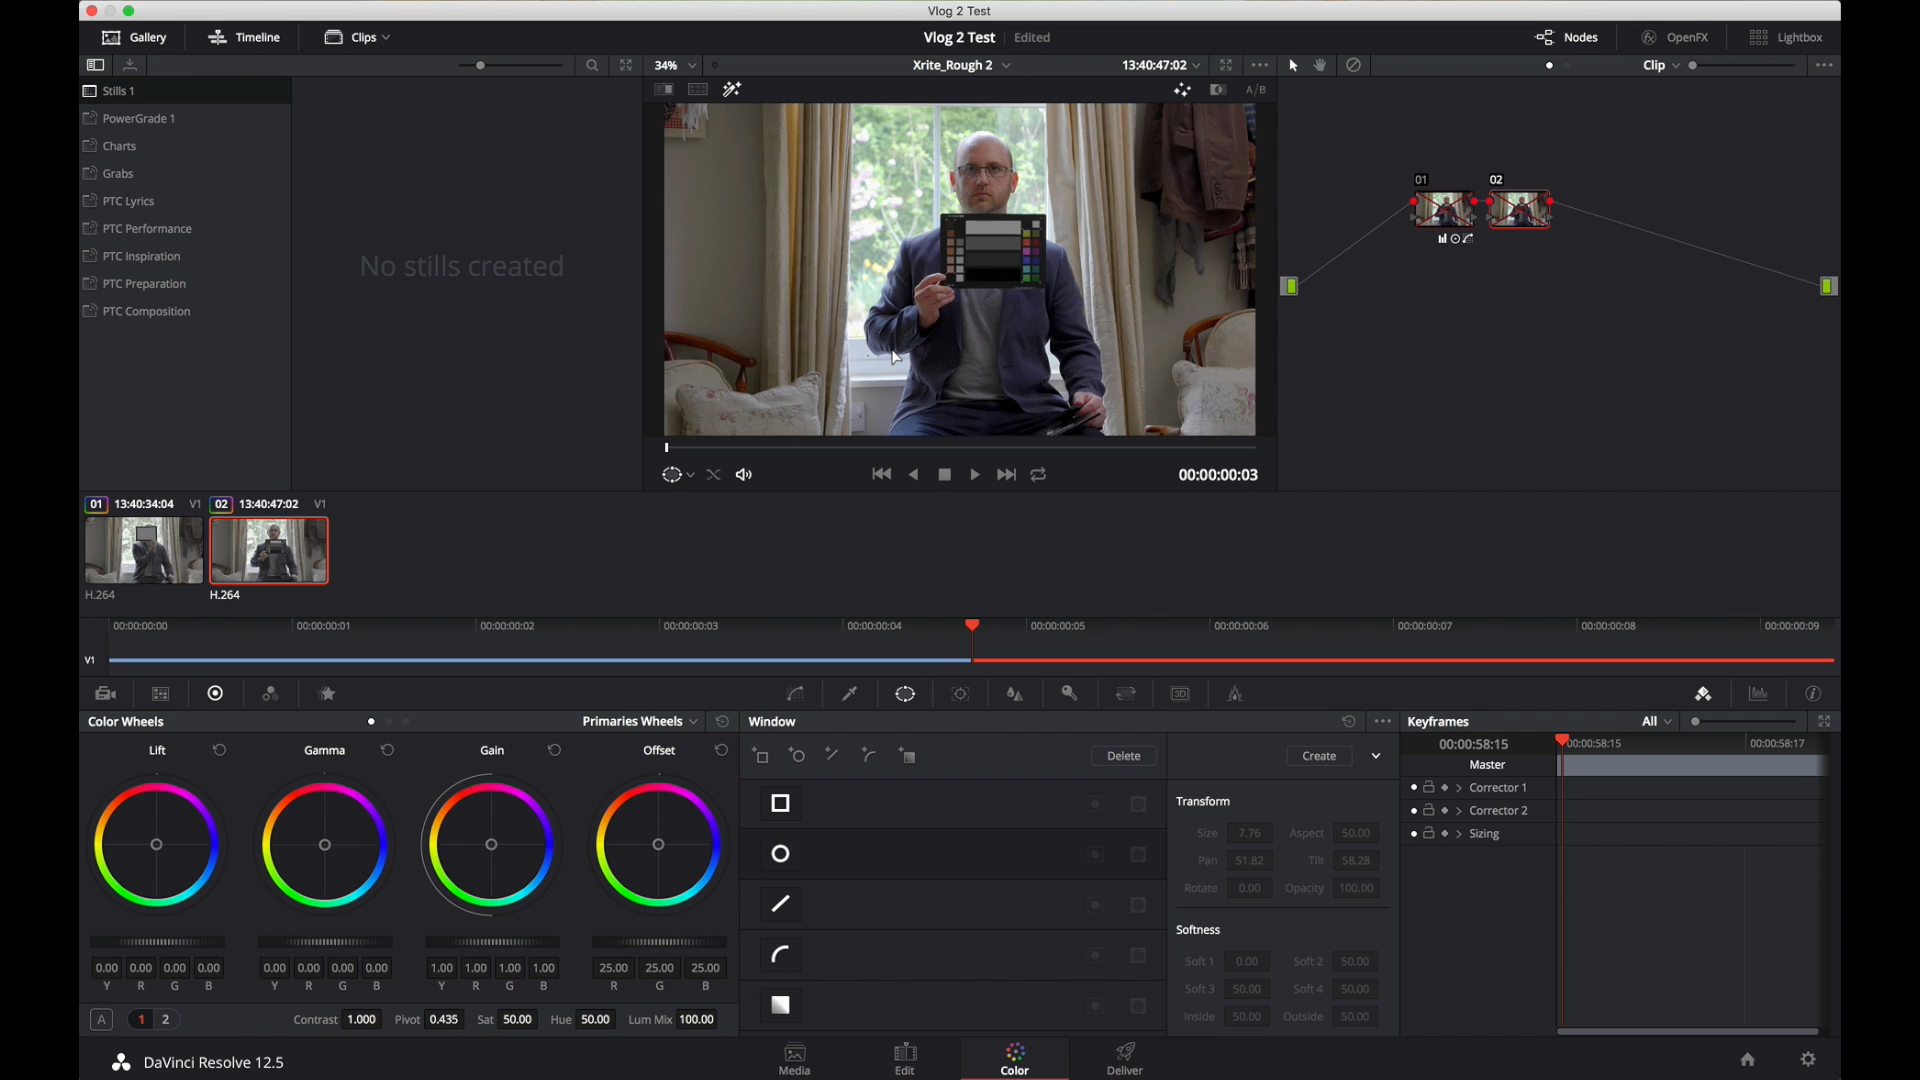 Vlog 2 Test
Gallery Timeline Clips Vlog 2 Test Edited Nodes OpenFX Lightbox
34% Xrite_Rough 2 13:40:47:02 Clip
Stills 1
A/B
PowerGrade 1
Charts
Grabs
PTC Lyrics
PTC Performance
PTC Inspiration
PTC Preparation
PTC Composition
No stills created
01 02
00:00:00:03
01 13:40:34:04 V1 02 13:40:47:02 V1
H.264 H.264
00:00:00:00 00:00:00:01 00:00:00:02 00:00:00:03 00:00:00:04 00:00:00:05 00:00:00:06 00:00:00:07 00:00:00:08 00:00:00:09
V1
3D
Color Wheels Primaries Wheels Window Keyframes All
Lift Gamma Gain Offset
Delete Create
00:00:58:15 00:00:58:15 00:00:58:17
Master
Corrector 1
Corrector 2
Sizing
Transform
Size 7.76 Aspect 50.00
Pan 51.82 Tilt 58.28
Rotate 0.00 Opacity 100.00
Softness
Soft 1 0.00 Soft 2 50.00
Soft 3 50.00 Soft 4 50.00
Inside 50.00 Outside 50.00
0.00 0.00 0.00 0.00 0.00 0.00 0.00 0.00 1.00 1.00 1.00 1.00 25.00 25.00 25.00
Y R G B Y R G B Y R G B R G B
A 1 2 Contrast 1.000 Pivot 0.435 Sat 50.00 Hue 50.00 Lum Mix 100.00
DaVinci Resolve 12.5 Media Edit Color Deliver